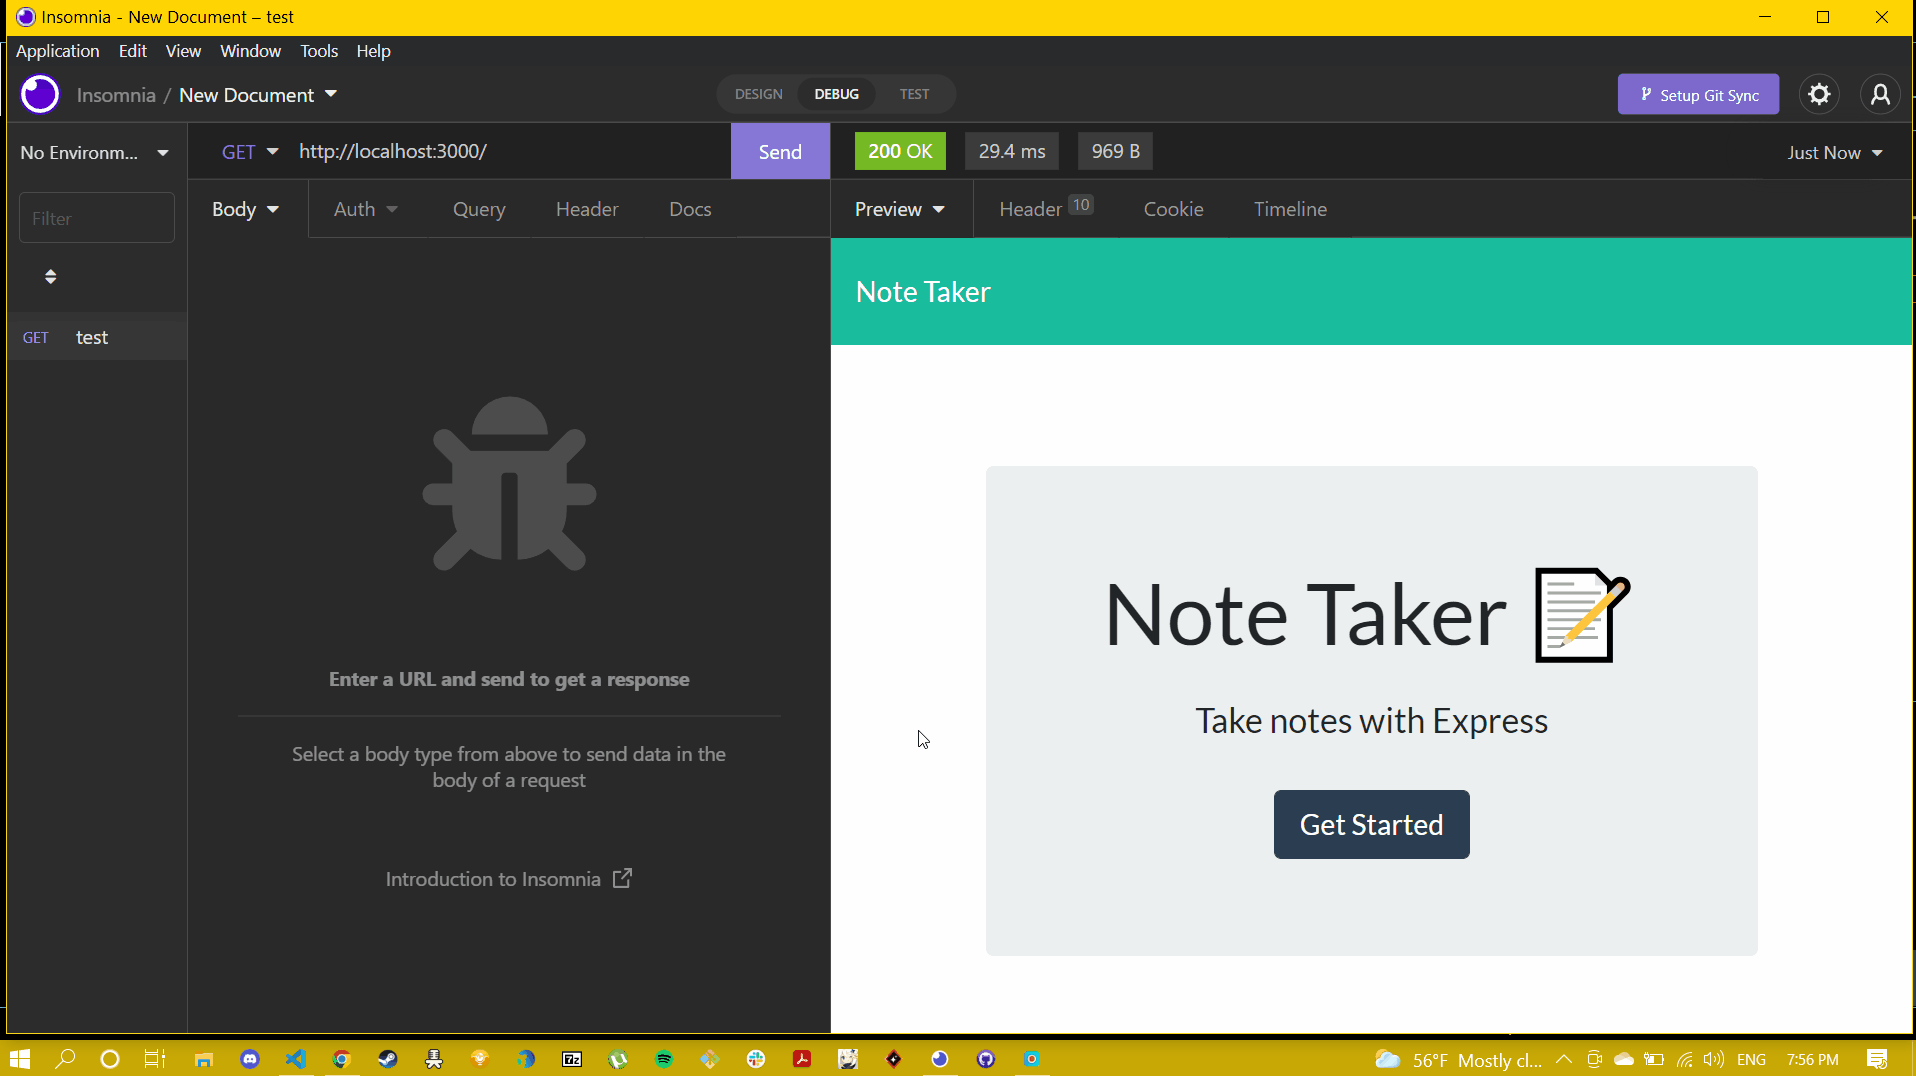 Insomnia - New Document – test
Application Edit View Window Tools Help
Insomnia / New Document
DESIGN DEBUG TEST
Setup Git Sync
No Environm...
GET http://localhost:3000/
Send
200 OK 29.4 ms 969 B
Just Now
Filter
Body Auth Query Header Docs
Preview Header 10 Cookie Timeline
GET test
Note Taker
Enter a URL and send to get a response
Select a body type from above to send data in the
body of a request
Introduction to Insomnia
Note Taker
Take notes with Express
Get Started
7z
56°F Mostly cl... ENG 7:56 PM